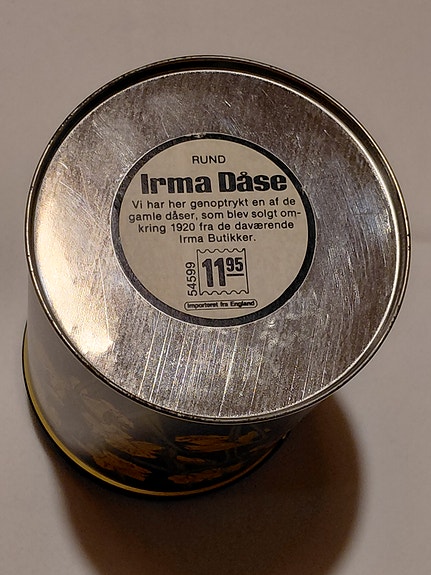 RUND
Irma Dåse
Vi har her genoptrykt en af de
gamle dåser, som blev solgt om-
kring 1920 fra de daværende
Irma Butikker.
54599
11.95
Importeret fra England